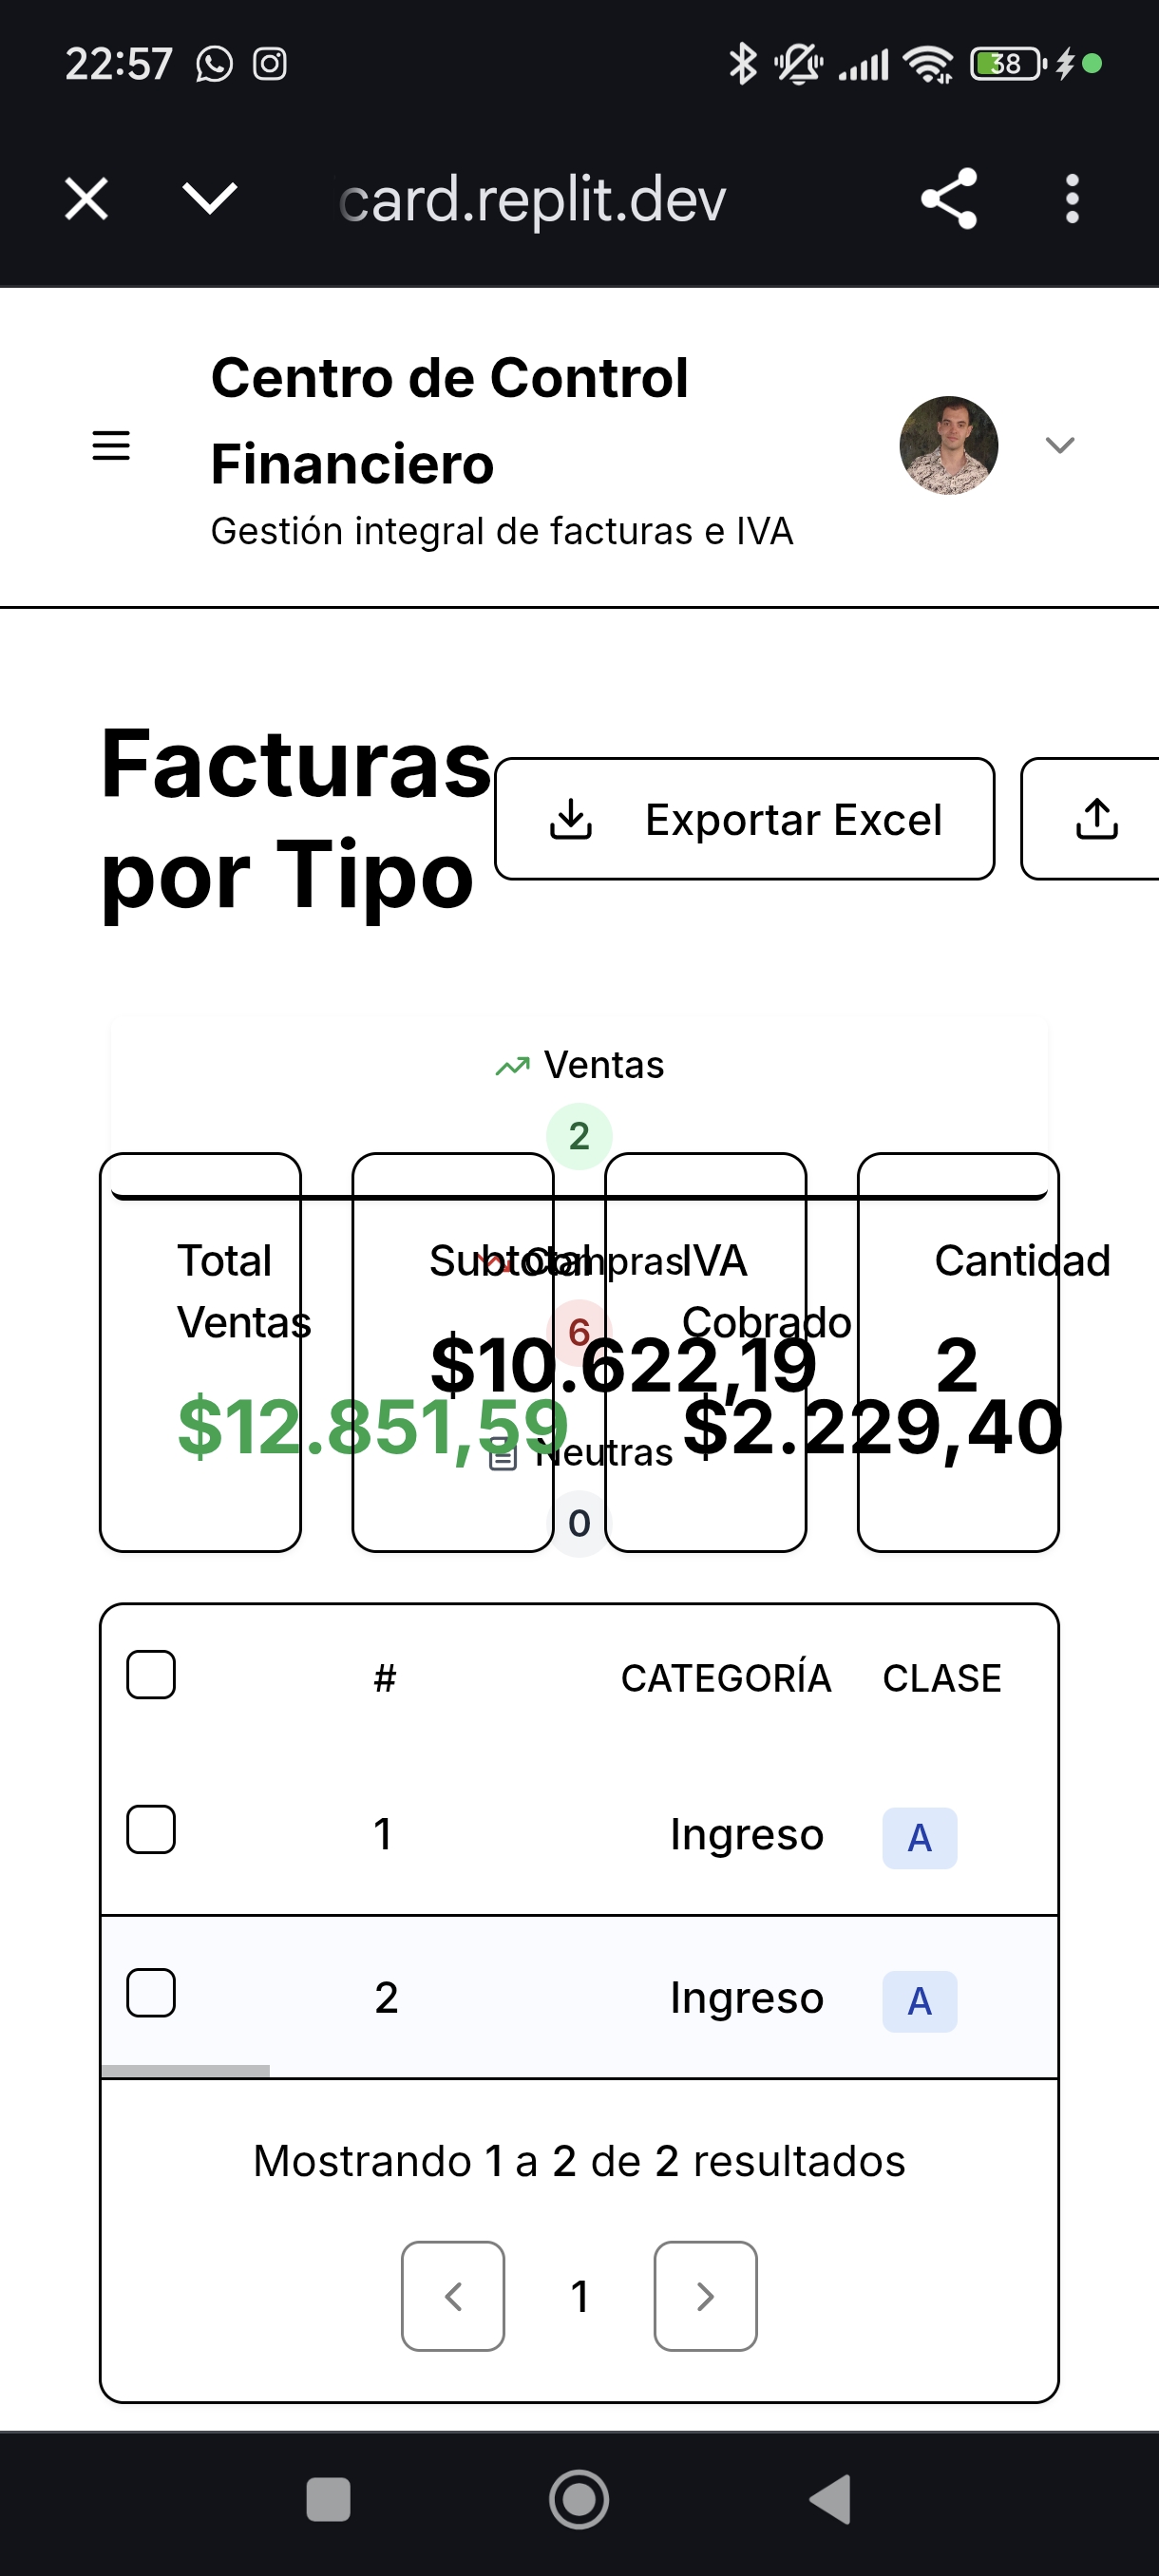 22:57
38
card.replit.dev
Centro de Control
Financiero
Gestión integral de facturas e IVA
Facturas
por Tipo
Exportar Excel
Ventas
2
Total
Ventas
$12.851,59
Subtotal
$10.622,19
Compras
6
IVA
Cobrado
$2.229,40
Cantidad
2
Neutras
0
# CATEGORÍA CLASE
1 Ingreso A
2 Ingreso A
Mostrando 1 a 2 de 2 resultados
1